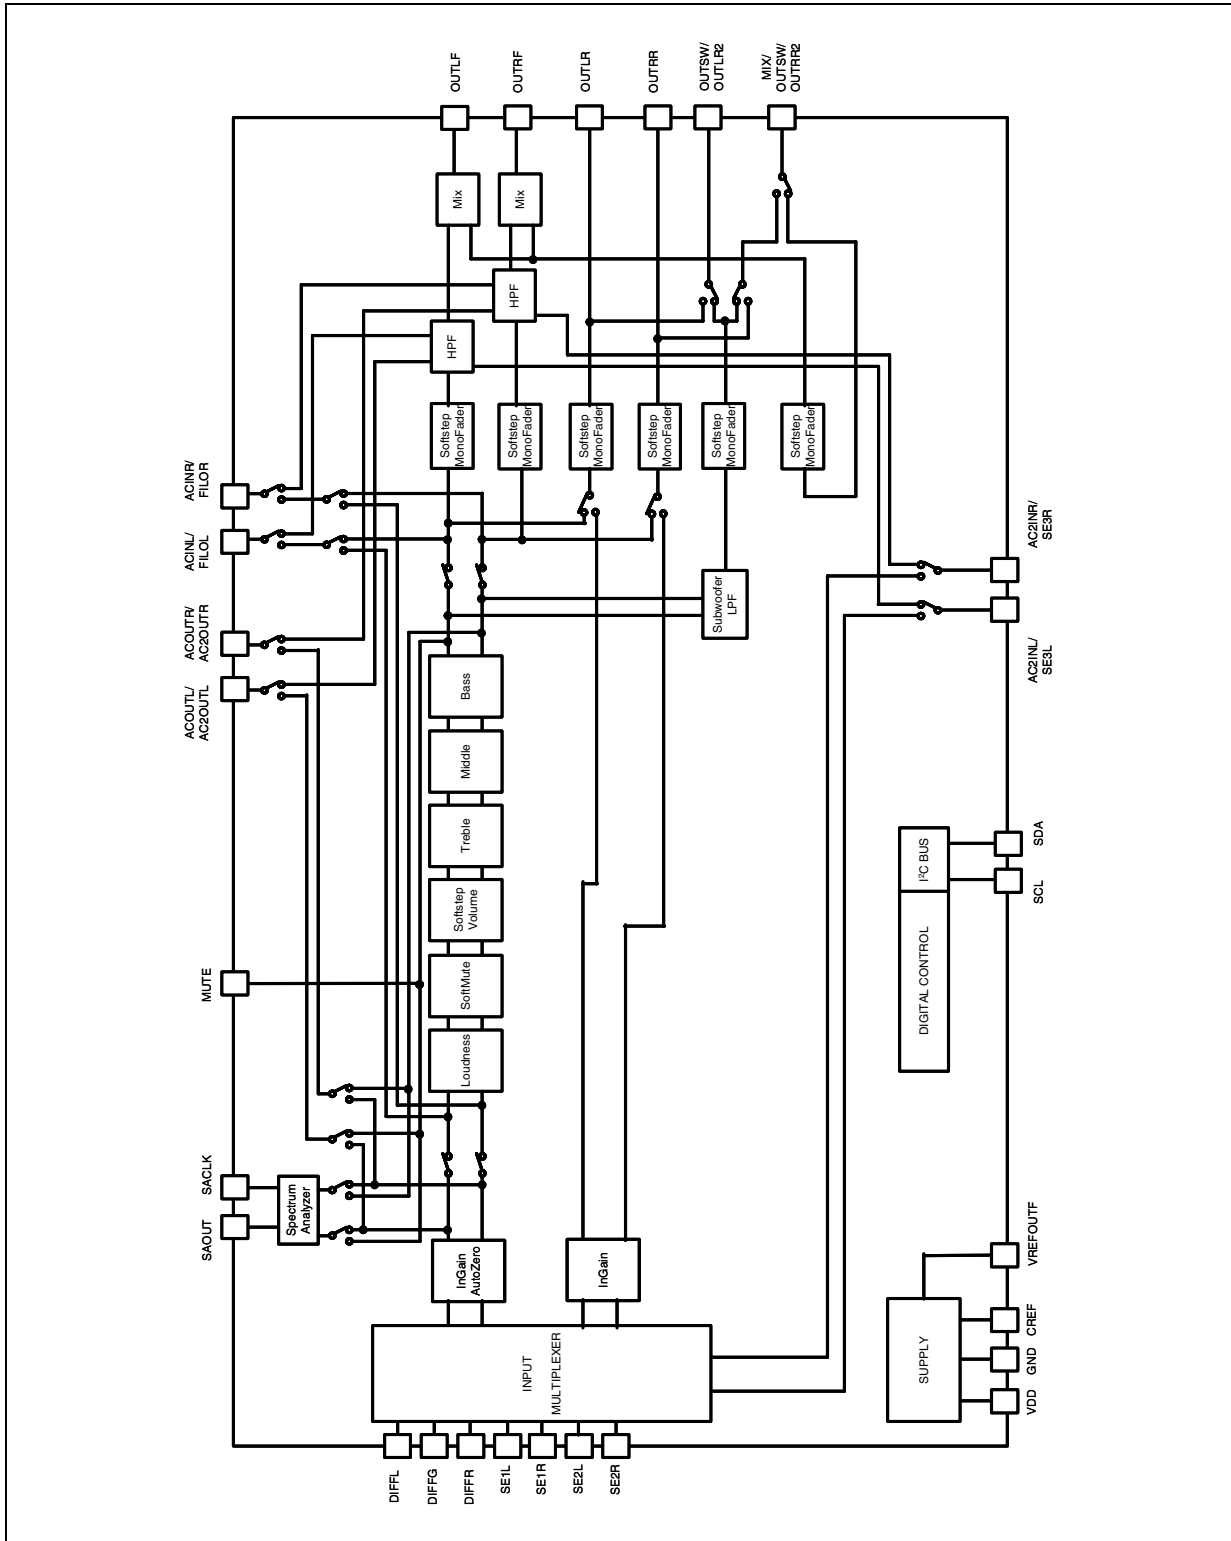 OUTLF
OUTRF
OUTLR
OUTRR
OUTSW/
OUTLR2
MIX/
OUTSW/
OUTRR2
Mix
Mix
HPF
HPF
Softstep
MonoFader
Softstep
MonoFader
Softstep
MonoFader
Softstep
MonoFader
Softstep
MonoFader
Softstep
MonoFader
ACINR/
FILOR
ACINL/
FILOL
ACOUTR/
AC2OUTR
ACOUTL/
AC2OUTL
MUTE
SACLK
SAOUT
AC2INR/
SE3R
AC2INL/
SE3L
Subwoofer
LPF
Bass
Middle
Treble
Softstep
Volume
SoftMute
Loudness
Spectrum
Analyzer
InGain
AutoZero
InGain
INPUT
MULTIPLEXER
I²C BUS
DIGITAL CONTROL
SDA
SCL
SUPPLY
VREFOUTF
CREF
GND
VDD
DIFFL
DIFFG
DIFFR
SE1L
SE1R
SE2L
SE2R